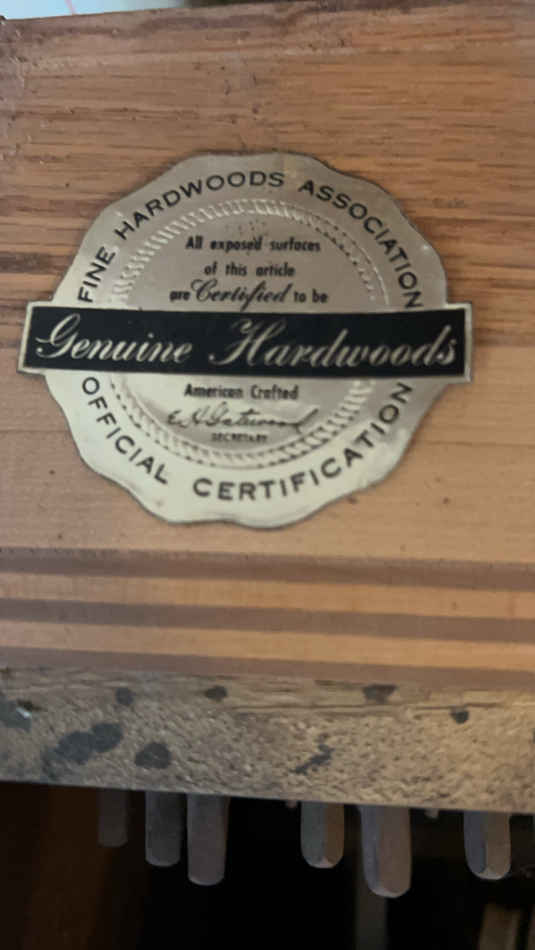 FINE HARDWOODS ASSOCIATION
All exposed surfaces
of this article
are Certified to be
Genuine Hardwoods
American Crafted
SECRETARY
OFFICIAL CERTIFICATION